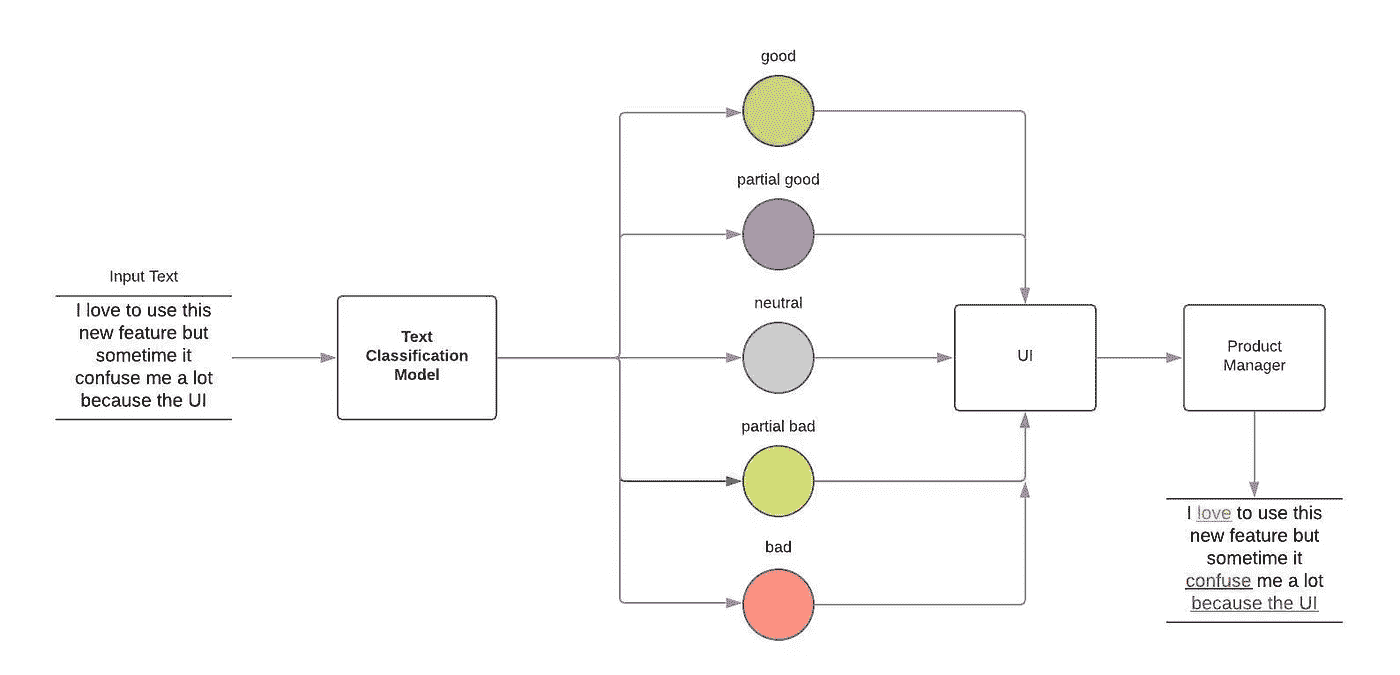 good
partial good
Input Text
I love to use this
new feature but
sometime it
confuse me a lot
because the UI
Text
Classification
Model
neutral
UI
Product
Manager
partial bad
bad
I love to use this
new feature but
sometime it
confuse me a lot
because the UI